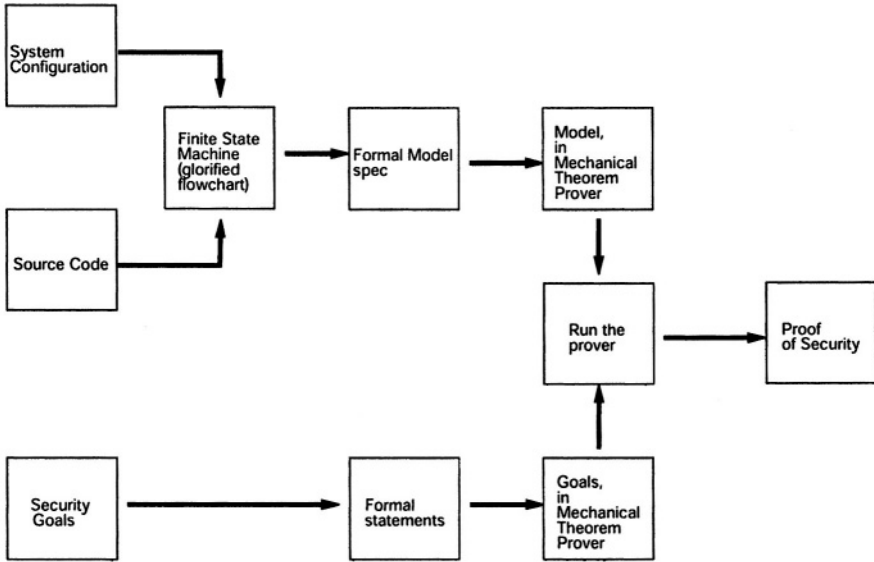 System
Configuration
Finite State
Machine
(glorified
flowchart)
Formal Model
spec
Model,
in
Mechanical
Theorem
Prover
Source Code
Run the
prover
Proof
of Security
Security
Goals
Formal
statements
Goals,
in
Mechanical
Theorem
Prover